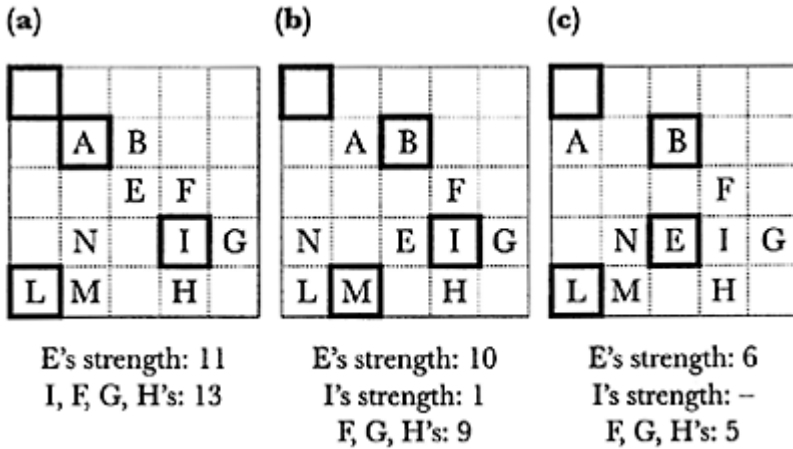 (a) (b) (c)
A B
E F
N I G
L M H
A B
F
N E I G
L M H
A B
F
N E I G
L M H
E's strength: 11
I, F, G, H's: 13
E's strength: 10
I's strength: 1
F, G, H's: 9
E's strength: 6
I's strength: –
F, G, H's: 5